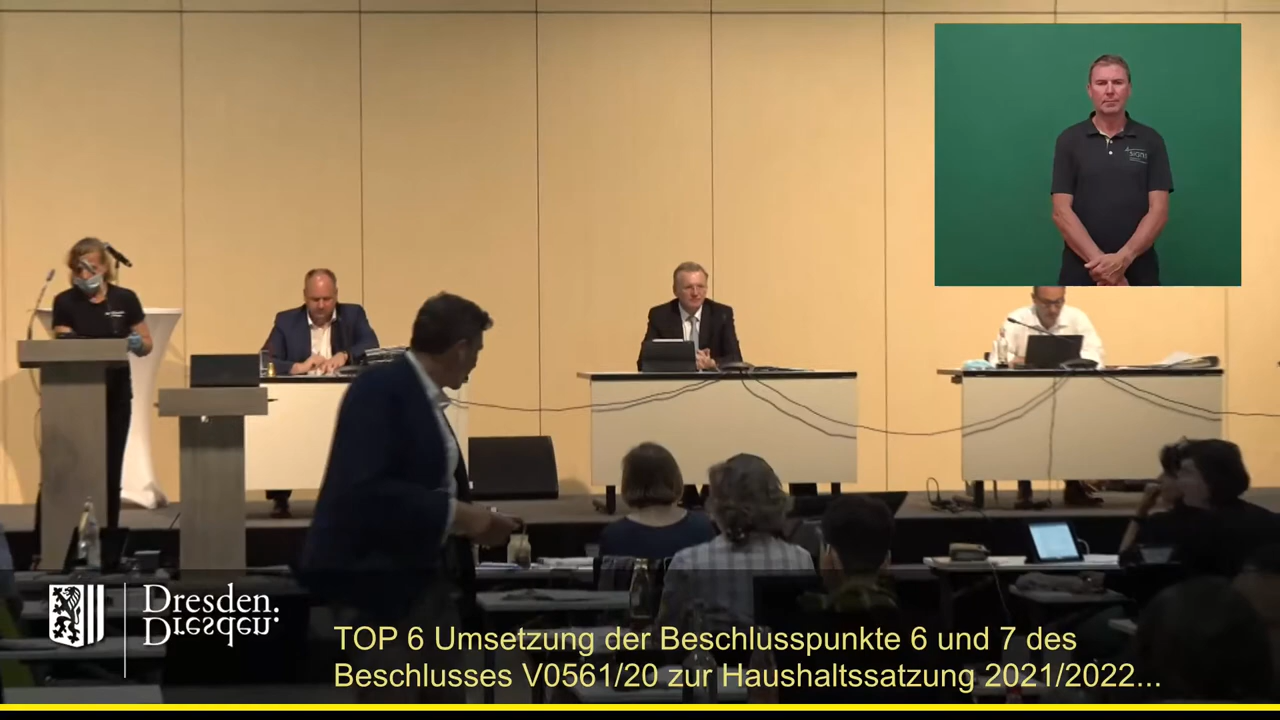 Dresden.
TOP 6 Umsetzung der Beschlusspunkte 6 und 7 des
Beschlusses V0561/20 zur Haushaltssatzung 2021/2022...